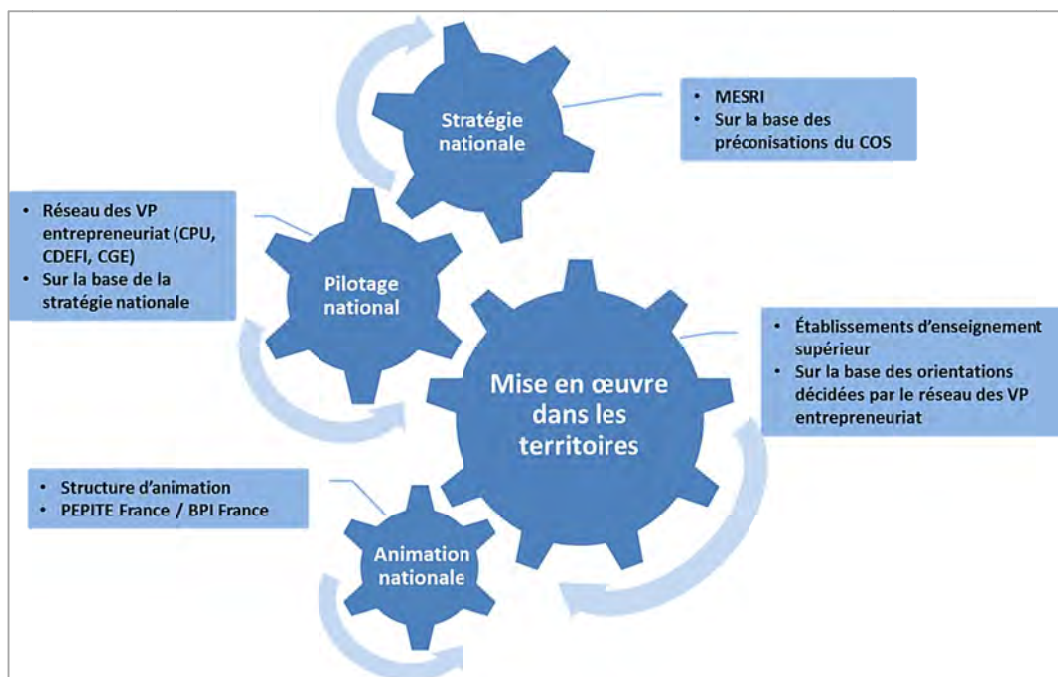 Stratégie
nationale
• MESRI
• Sur la base des
préconisations du COS
• Réseau des VP
entrepreneuriat (CPU,
CDEFI, CGE)
• Sur la base de la
stratégie nationale
Pilotage
national
Mise en œuvre
dans les
territoires
• Établissements d'enseignement
supérieur
• Sur la base des orientations
décidées par le réseau des VP
entrepreneuriat
• Structure d'animation
• PEPITE France / BPI France
Animation
nationale